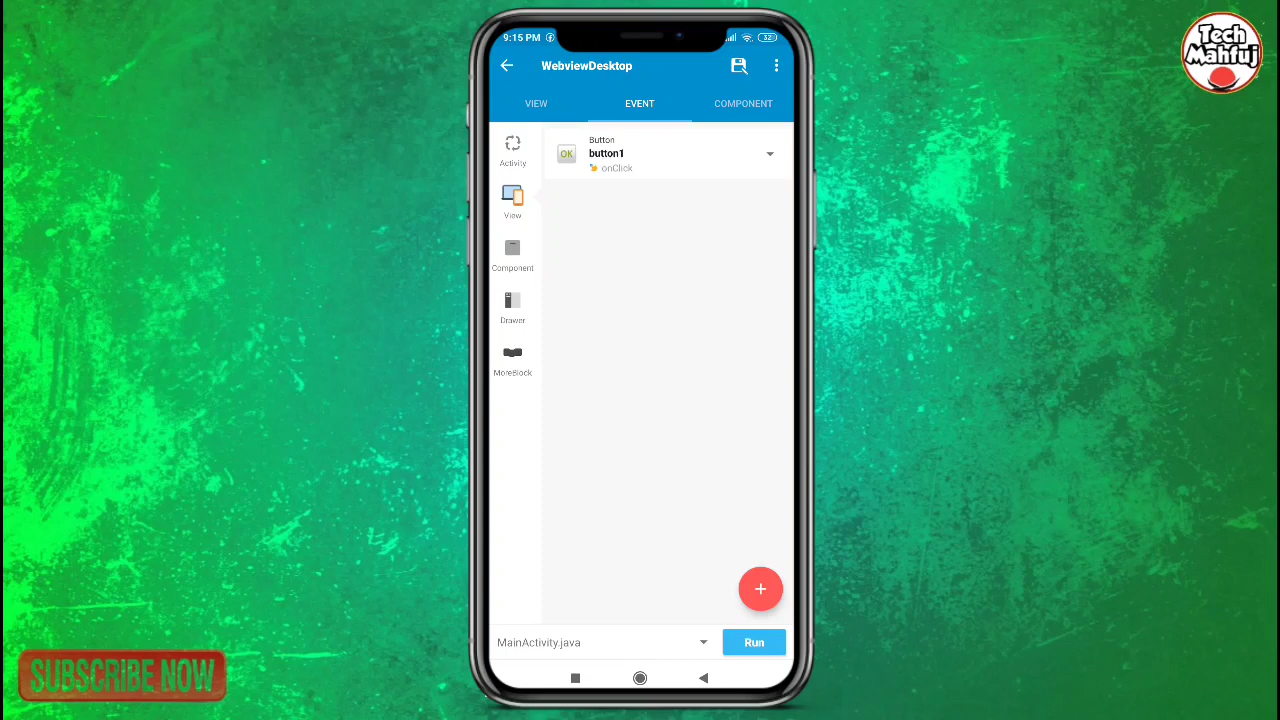 Tech
Mahfuj
9:15 PM
32
WebviewDesktop
VIEW
EVENT
COMPONENT
Activity
View
Component
Drawer
MoreBlock
OK
Button
button1
onClick
+
MainActivity.java
Run
SUBSCRIBE NOW